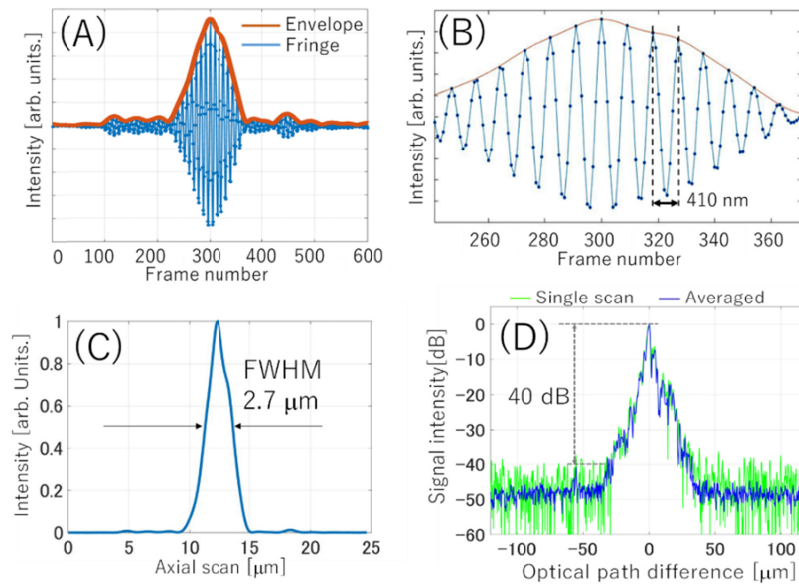 (A)
Envelope
Fringe
Intensity [arb. units.]
0 100 200 300 400 500 600
Frame number
(B)
Intensity [arb. units.]
410 nm
260 280 300 320 340 360
Frame number
(C)
FWHM
2.7 μm
Intensity [arb. Units.]
1
0.8
0.6
0.4
0.2
0
0 5 10 15 20 25
Axial scan [μm]
Single scan Averaged
(D)
40 dB
Signal intensity[dB]
0
-10
-20
-30
-40
-50
-60
-100 -50 0 50 100
Optical path difference [μm]